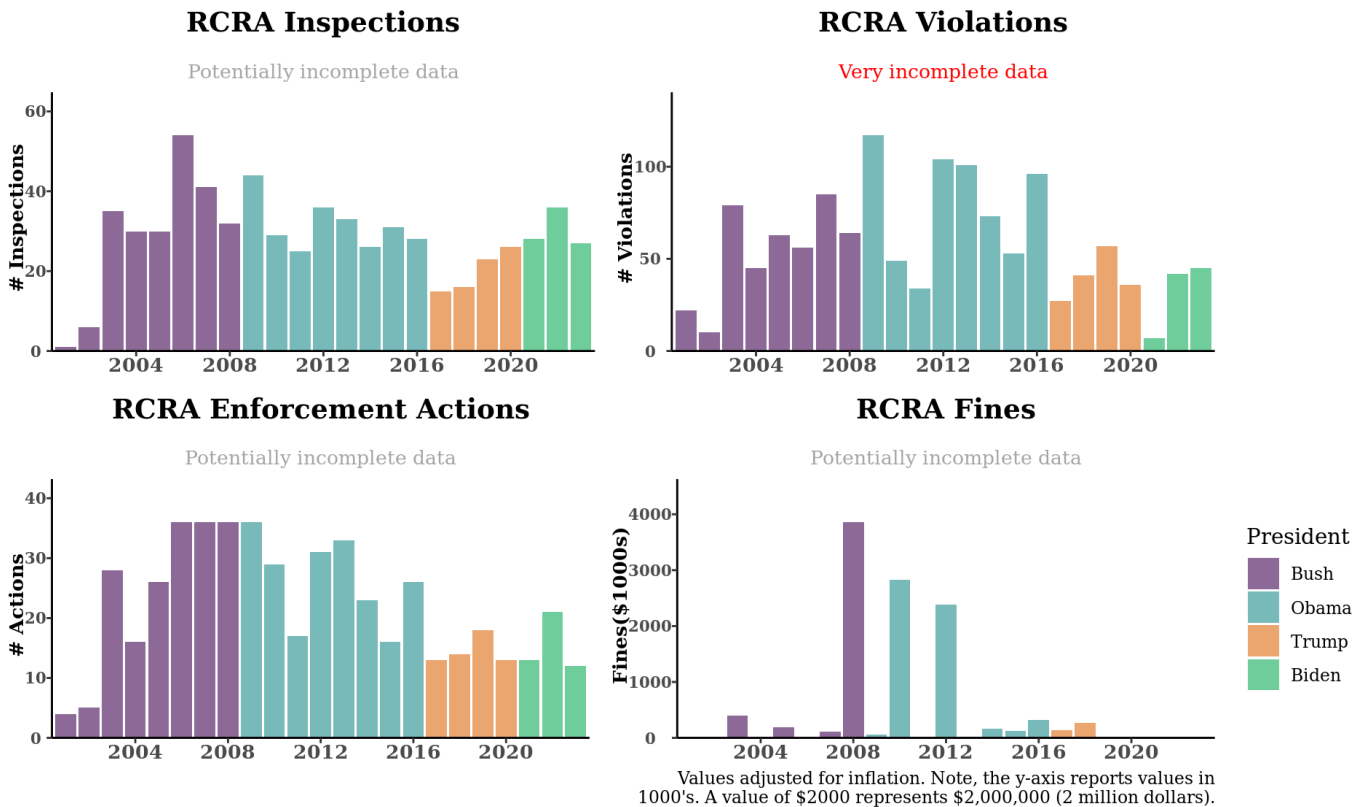 RCRA Inspections
Potentially incomplete data
# Inspections
60
40
20
0
2004 2008 2012 2016 2020
RCRA Violations
Very incomplete data
# Violations
100
50
0
2004 2008 2012 2016 2020
RCRA Enforcement Actions
Potentially incomplete data
# Actions
40
30
20
10
0
2004 2008 2012 2016 2020
RCRA Fines
Potentially incomplete data
Fines($1000s)
4000
3000
2000
1000
0
2004 2008 2012 2016 2020
Values adjusted for inflation. Note, the y-axis reports values in
1000's. A value of $2000 represents $2,000,000 (2 million dollars).
President
Bush
Obama
Trump
Biden